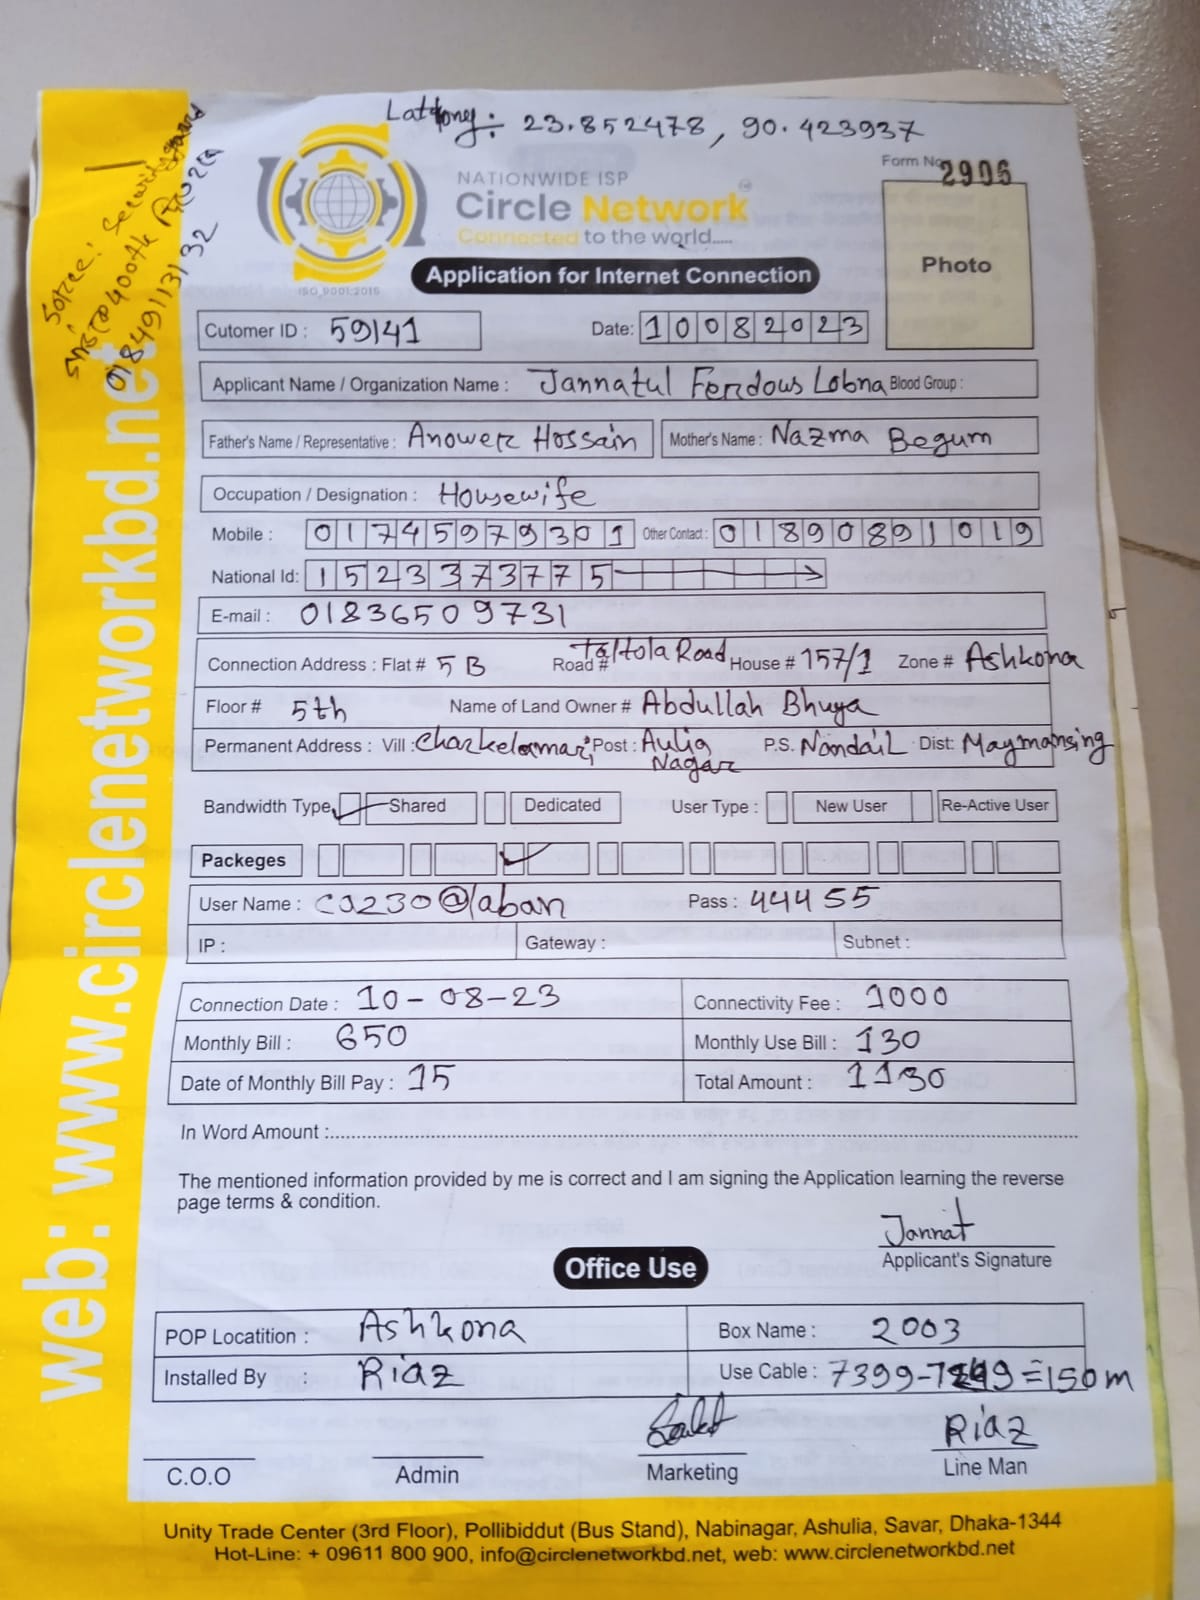 Lat Long: 23.852478, 90.423937
Form No. 2906
NATIONWIDE ISP
Circle Network
Connected to the world.....
ISO 9001:2015
Photo
Application for Internet Connection
Cutomer ID : 59141
Date: 10082023
Applicant Name / Organization Name : Jannatul Ferdous Lobna Blood Group :
Father's Name / Representative : Anower Hossain Mother's Name : Nazma Begum
Occupation / Designation : Housewife
Mobile : 01745979301 Other Contact : 01890891019
National Id: 1523373775
E-mail : 01836509731
Connection Address : Flat # 5B Road # Taltola Road House # 157/1 Zone # Ashkona
Floor # 5th Name of Land Owner # Abdullah Bhuya
Permanent Address : Vill : Post : Aulia Nagar P.S. Nandail Dist: Maymansing
Bandwidth Type Shared Dedicated User Type : New User Re-Active User
Packeges
User Name : @laban Pass : 44455
IP : Gateway : Subnet :
Connection Date : 10-08-23 Connectivity Fee : 1000
Monthly Bill : 650 Monthly Use Bill : 130
Date of Monthly Bill Pay : 15 Total Amount : 1130
In Word Amount :
The mentioned information provided by me is correct and I am signing the Application learning the reverse
page terms & condition.
Jannat
Applicant's Signature
Office Use
POP Locatition : Ashkona Box Name : 2003
Installed By : Riaz Use Cable : 7399-7249=150m
Riaz
C.O.O Admin Marketing Line Man
Unity Trade Center (3rd Floor), Pollibiddut (Bus Stand), Nabinagar, Ashulia, Savar, Dhaka-1344
Hot-Line: + 09611 800 900, info@circlenetworkbd.net, web: www.circlenetworkbd.net
web: www.circlenetworkbd.net
01849113132